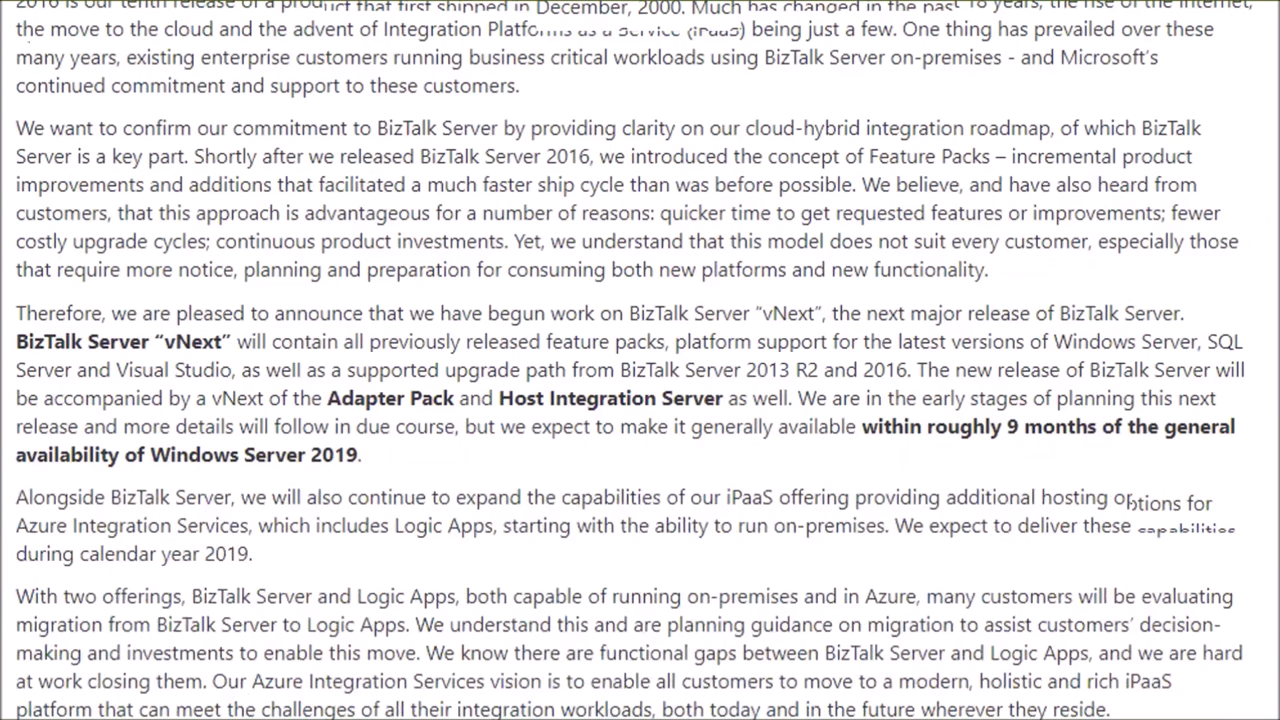 2016 is our tenth release of a product that first shipped in December, 2000. Much has changed in the past 18 years, the rise of the Internet,
the move to the cloud and the advent of Integration Platforms as a Service (iPaaS) being just a few. One thing has prevailed over these
many years, existing enterprise customers running business critical workloads using BizTalk Server on-premises - and Microsoft's
continued commitment and support to these customers.
We want to confirm our commitment to BizTalk Server by providing clarity on our cloud-hybrid integration roadmap, of which BizTalk
Server is a key part. Shortly after we released BizTalk Server 2016, we introduced the concept of Feature Packs – incremental product
improvements and additions that facilitated a much faster ship cycle than was before possible. We believe, and have also heard from
customers, that this approach is advantageous for a number of reasons: quicker time to get requested features or improvements; fewer
costly upgrade cycles; continuous product investments. Yet, we understand that this model does not suit every customer, especially those
that require more notice, planning and preparation for consuming both new platforms and new functionality.
Therefore, we are pleased to announce that we have begun work on BizTalk Server “vNext”, the next major release of BizTalk Server.
BizTalk Server “vNext” will contain all previously released feature packs, platform support for the latest versions of Windows Server, SQL
Server and Visual Studio, as well as a supported upgrade path from BizTalk Server 2013 R2 and 2016. The new release of BizTalk Server will
be accompanied by a vNext of the Adapter Pack and Host Integration Server as well. We are in the early stages of planning this next
release and more details will follow in due course, but we expect to make it generally available within roughly 9 months of the general
availability of Windows Server 2019.
Alongside BizTalk Server, we will also continue to expand the capabilities of our iPaaS offering providing additional hosting options for
Azure Integration Services, which includes Logic Apps, starting with the ability to run on-premises. We expect to deliver these capabilities
during calendar year 2019.
With two offerings, BizTalk Server and Logic Apps, both capable of running on-premises and in Azure, many customers will be evaluating
migration from BizTalk Server to Logic Apps. We understand this and are planning guidance on migration to assist customers’ decision-
making and investments to enable this move. We know there are functional gaps between BizTalk Server and Logic Apps, and we are hard
at work closing them. Our Azure Integration Services vision is to enable all customers to move to a modern, holistic and rich iPaaS
platform that can meet the challenges of all their integration workloads, both today and in the future wherever they reside.